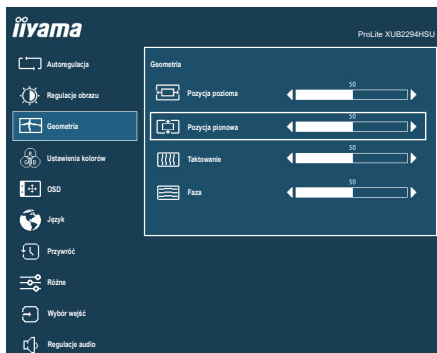 iiyama
ProLite XUB2294HSU
Autoregulacja
Regulacje obrazu
Geometria
Ustawienia kolorów
OSD
Język
Przywróć
Różne
Wybór wejść
Regulacje audio
Geometria
50
Pozycja pozioma
50
Pozycja pionowa
50
Taktowanie
50
Faza